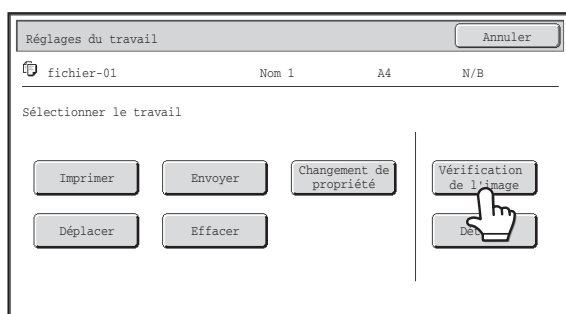 Réglages du travail
Annuler
fichier-01 Nom 1 A4 N/B
Sélectionner le travail
Imprimer
Envoyer
Changement de
propriété
Vérification
de l'image
Déplacer
Effacer